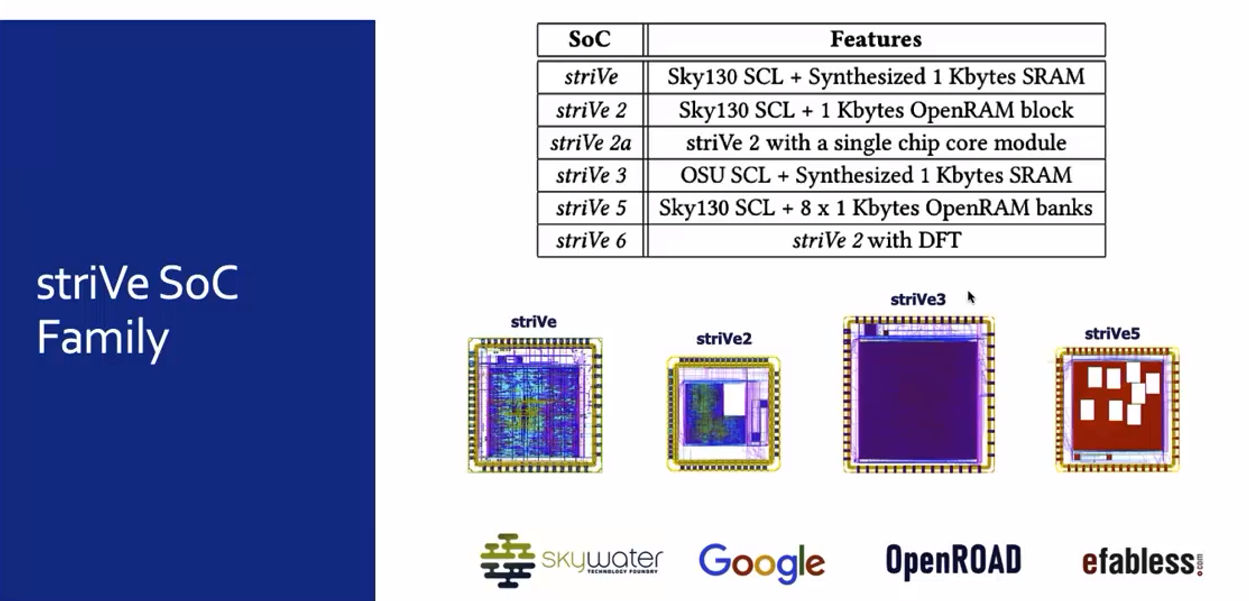 striVe SoC
Family
SoC Features
striVe Sky130 SCL + Synthesized 1 Kbytes SRAM
striVe 2 Sky130 SCL + 1 Kbytes OpenRAM block
striVe 2a striVe 2 with a single chip core module
striVe 3 OSU SCL + Synthesized 1 Kbytes SRAM
striVe 5 Sky130 SCL + 8 x 1 Kbytes OpenRAM banks
striVe 6 striVe 2 with DFT
striVe
striVe2
striVe3
striVe5
skywater
TECHNOLOGY FOUNDRY
Google
OpenROAD
efabless.com